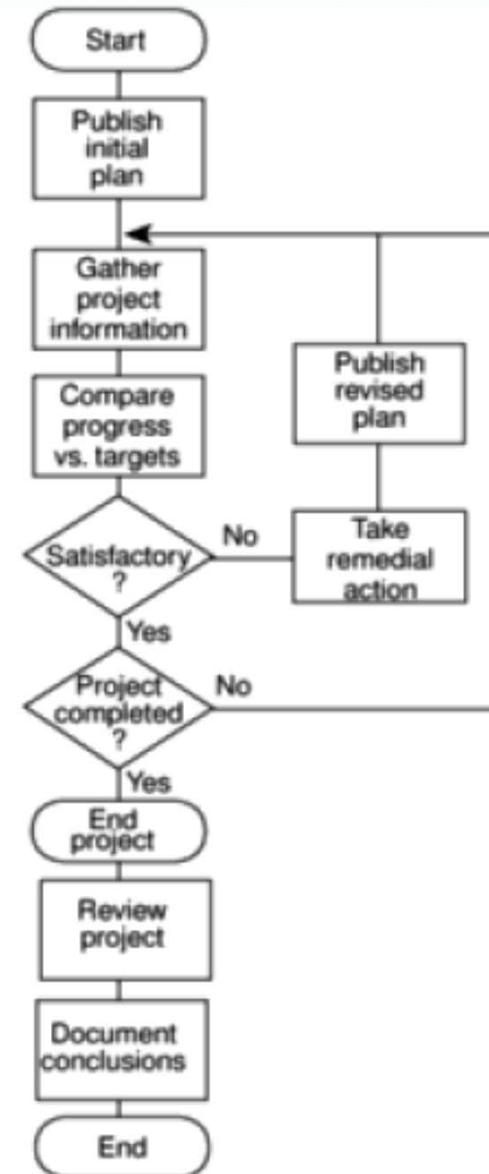 Start
Publish
initial
plan
Gather
project
information
Compare
progress
vs. targets
Satisfactory
?
No
Take
remedial
action
Publish
revised
plan
Yes
Project
completed
?
No
Yes
End
project
Review
project
Document
conclusions
End